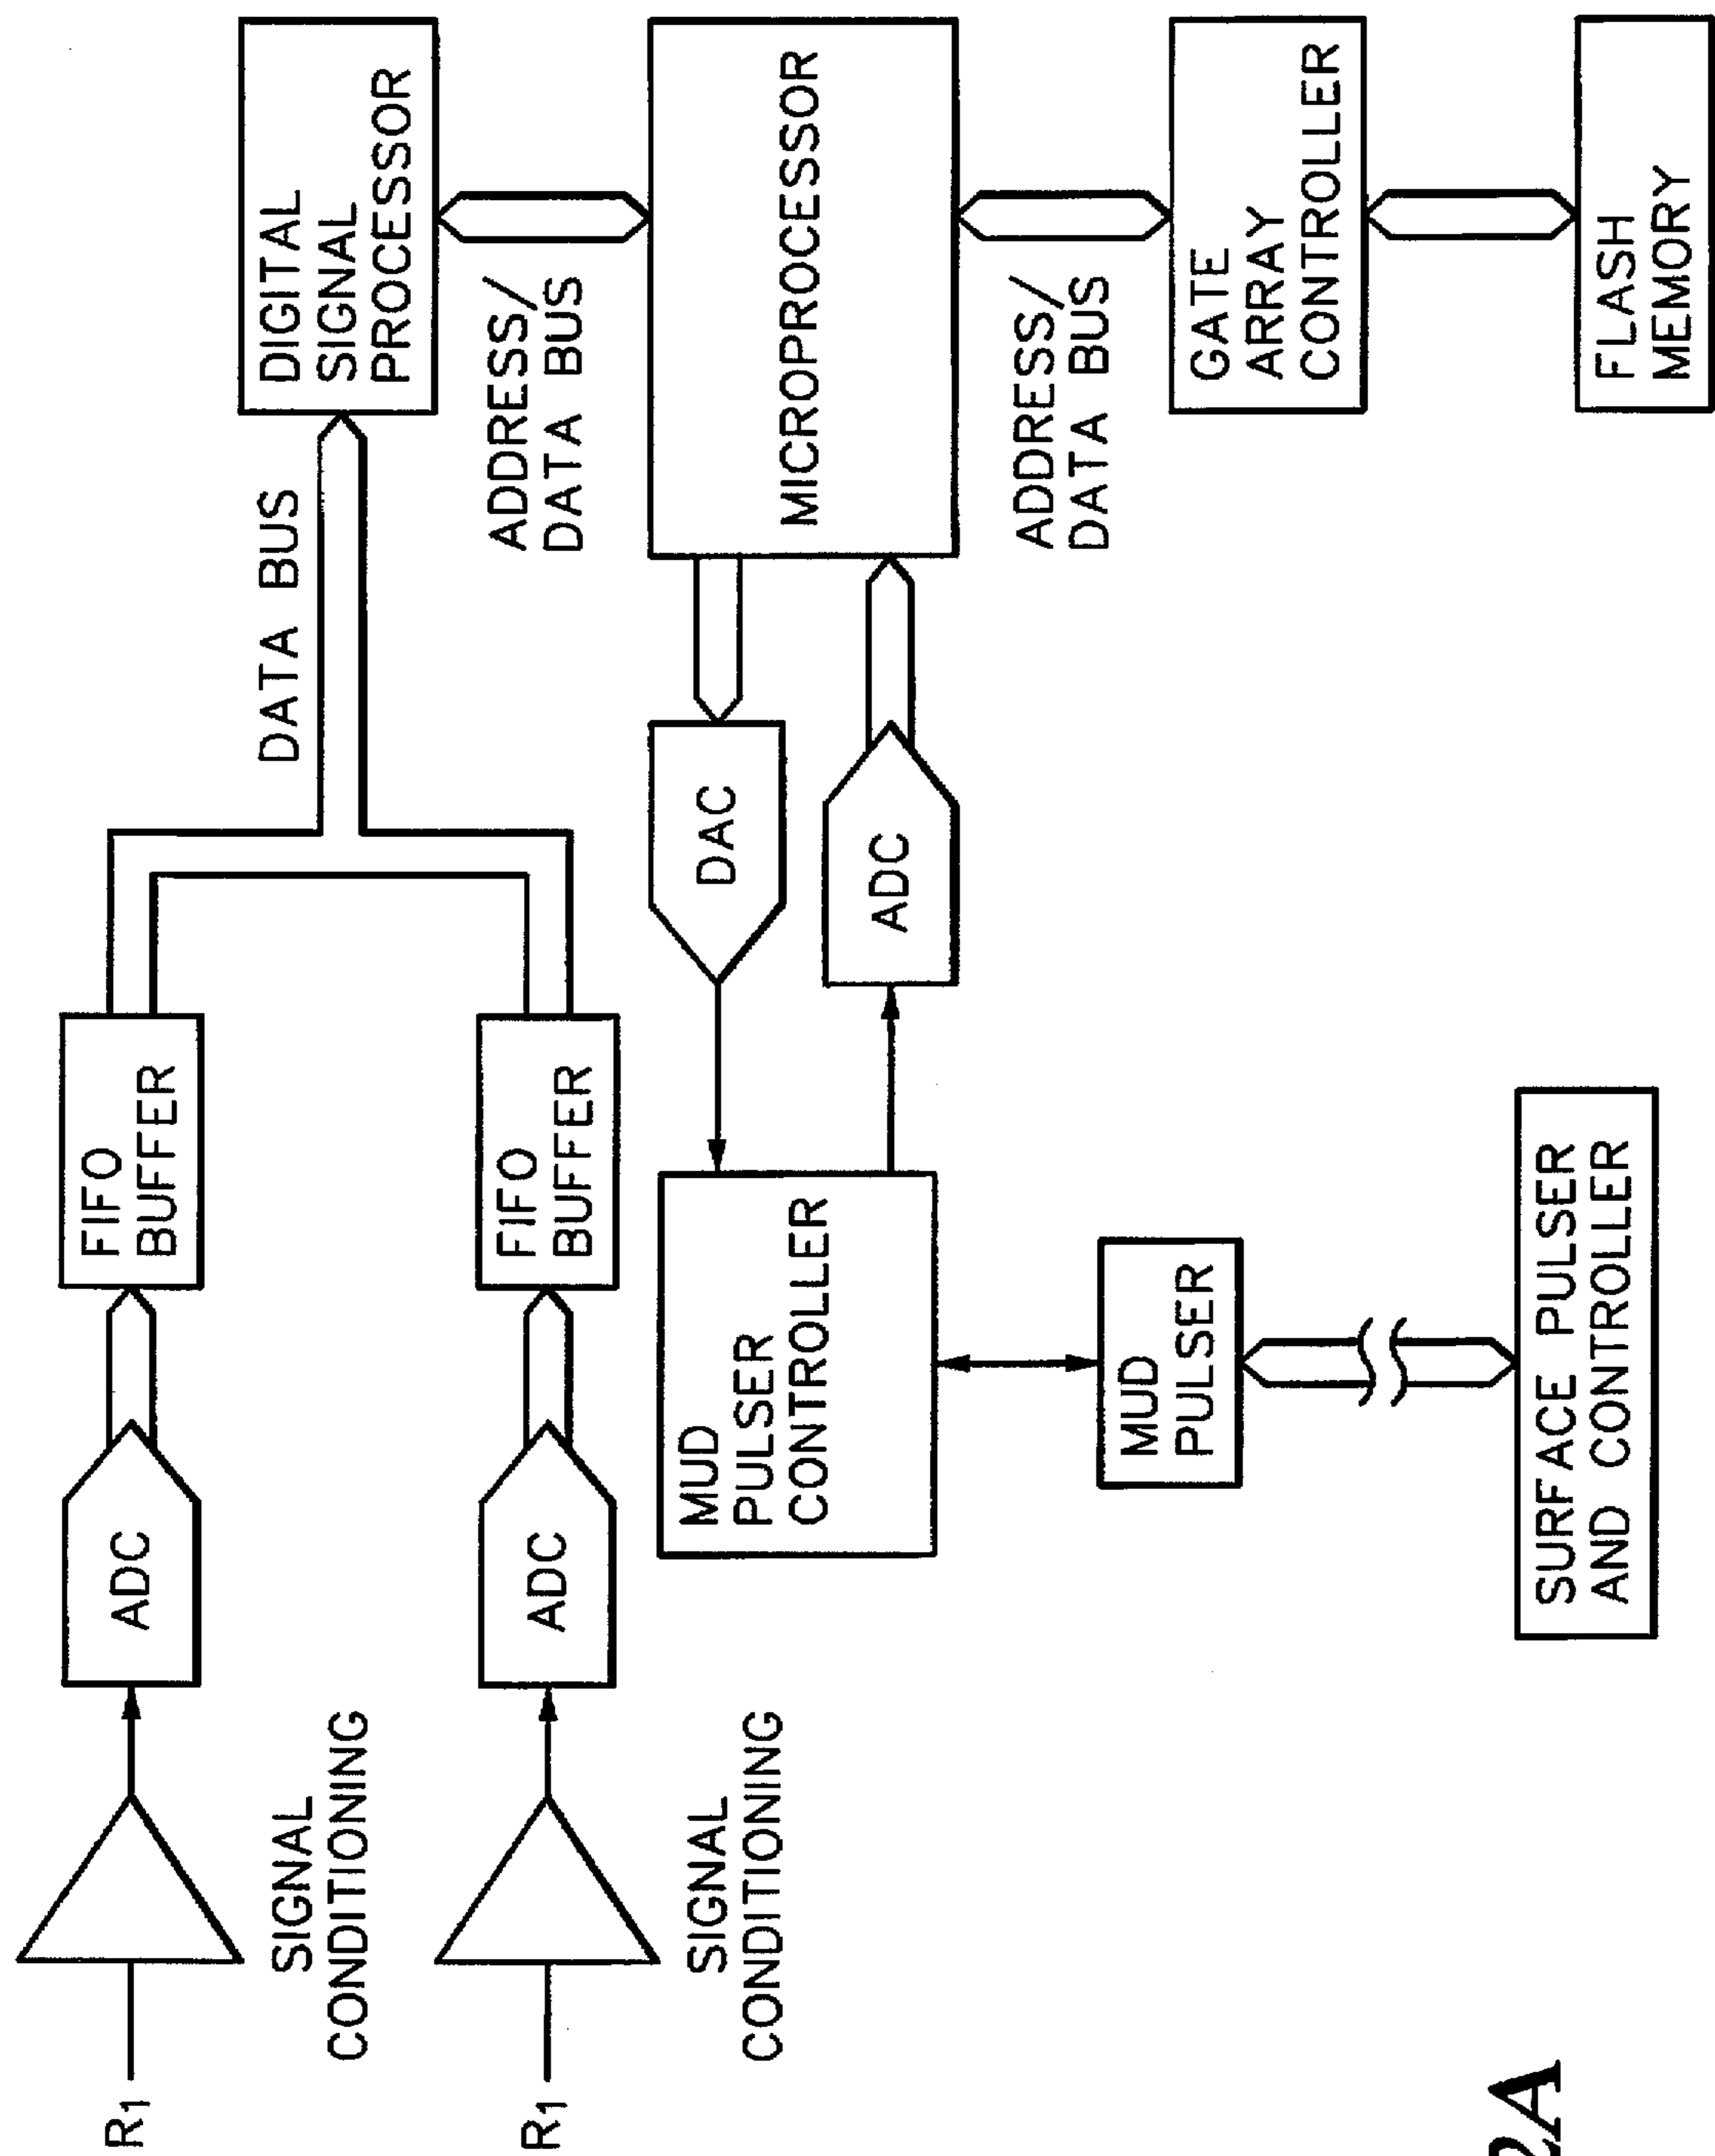 R1
SIGNAL
CONDITIONING
ADC
FIFO
BUFFER
DATA BUS
DIGITAL
SIGNAL
PROCESSOR
R1
SIGNAL
CONDITIONING
ADC
FIFO
BUFFER
ADDRESS/
DATA BUS
MUD
PULSER
CONTROLLER
DAC
ADC
MICROPROCESSOR
ADDRESS/
DATA BUS
MUD
PULSER
GATE
ARRAY
CONTROLLER
SURFACE PULSER
AND CONTROLLER
FLASH
MEMORY
2A